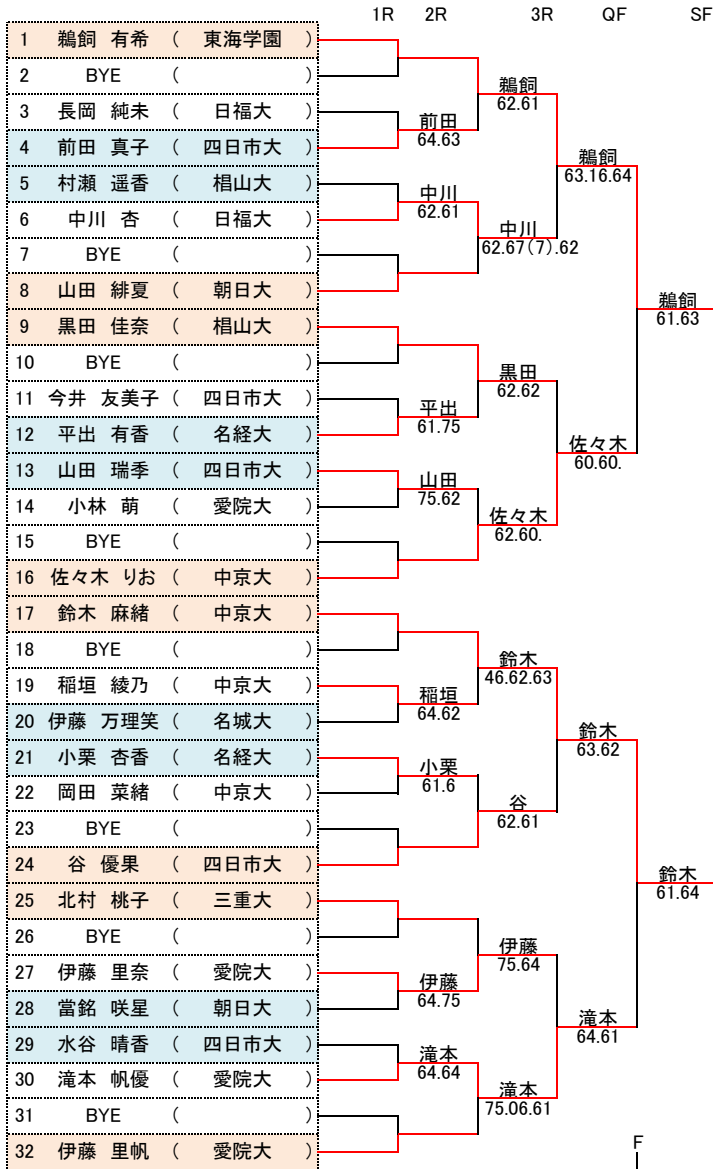 1R 2R 3R QF SF
1 鵜飼 有希 ( 東海学園 )
2 BYE ( )
鵜飼
62.61
3 長岡 純未 ( 日福大 )
前田
64.63
4 前田 真子 ( 四日市大 )
鵜飼
63.16.64
5 村瀬 遥香 ( 椙山大 )
中川
62.61
6 中川 杏 ( 日福大 )
中川
62.67(7).62
7 BYE ( )
8 山田 緋夏 ( 朝日大 )
鵜飼
61.63
9 黒田 佳奈 ( 椙山大 )
10 BYE ( )
黒田
62.62
11 今井 友美子 ( 四日市大 )
平出
61.75
12 平出 有香 ( 名経大 )
佐々木
60.60.
13 山田 瑞季 ( 四日市大 )
山田
75.62
14 小林 萌 ( 愛院大 )
佐々木
62.60.
15 BYE ( )
16 佐々木 りお ( 中京大 )
17 鈴木 麻緒 ( 中京大 )
18 BYE ( )
鈴木
46.62.63
19 稲垣 綾乃 ( 中京大 )
稲垣
64.62
20 伊藤 万理笑 ( 名城大 )
鈴木
63.62
21 小栗 杏香 ( 名経大 )
小栗
61.6
22 岡田 菜緒 ( 中京大 )
谷
62.61
23 BYE ( )
24 谷 優果 ( 四日市大 )
鈴木
61.64
25 北村 桃子 ( 三重大 )
26 BYE ( )
伊藤
75.64
27 伊藤 里奈 ( 愛院大 )
伊藤
64.75
28 當銘 咲星 ( 朝日大 )
滝本
64.61
29 水谷 晴香 ( 四日市大 )
滝本
64.64
30 滝本 帆優 ( 愛院大 )
滝本
75.06.61
31 BYE ( )
32 伊藤 里帆 ( 愛院大 )
F